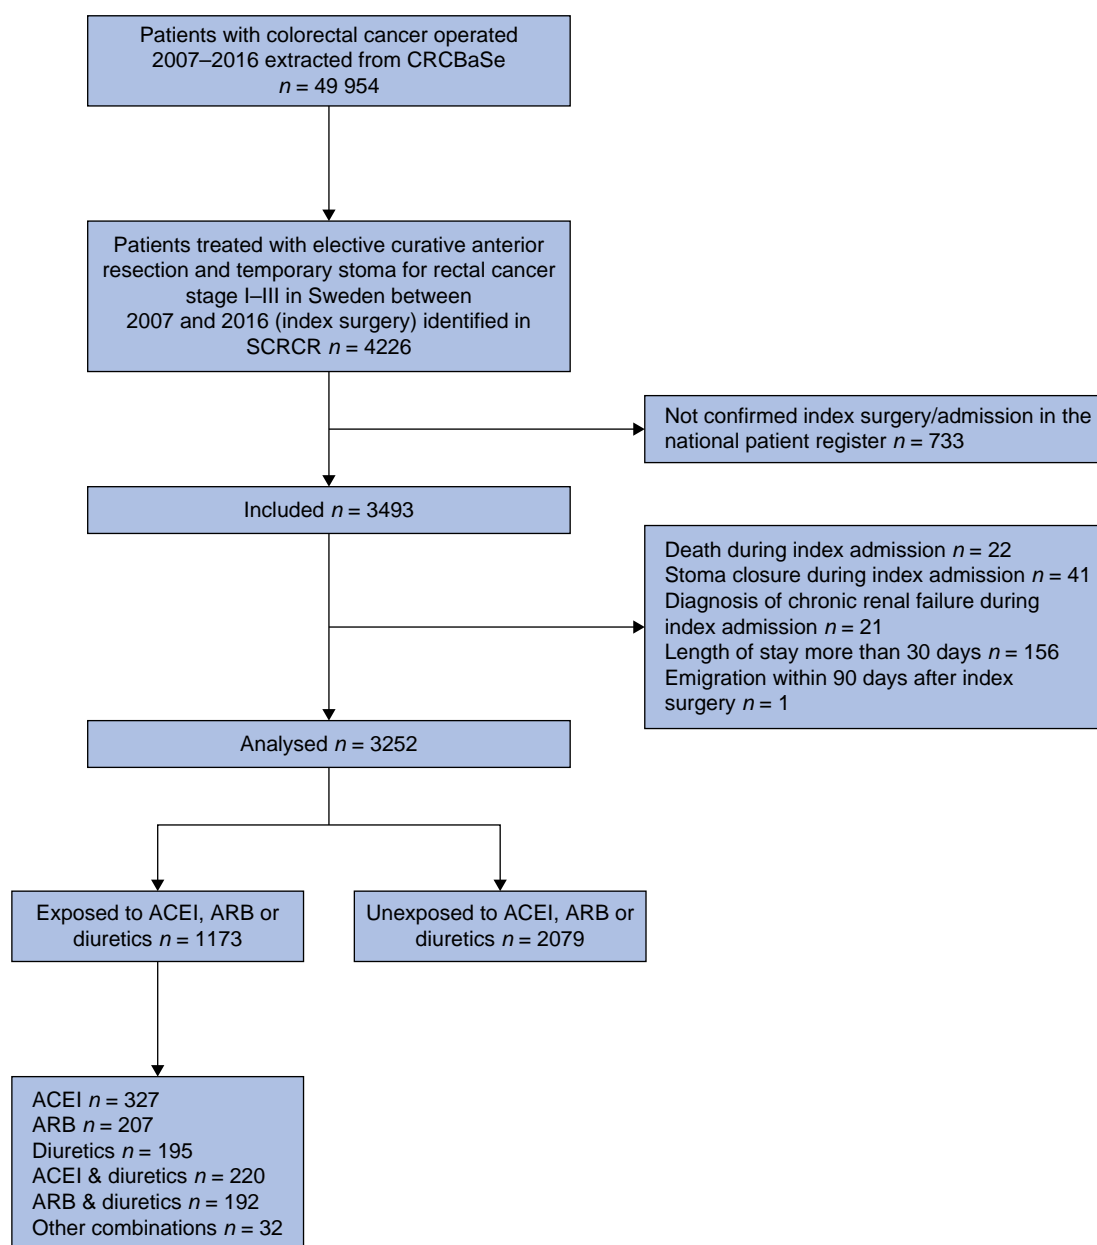 Patients with colorectal cancer operated
2007–2016 extracted from CRCBaSe
n = 49 954
Patients treated with elective curative anterior
resection and temporary stoma for rectal cancer
stage I–III in Sweden between
2007 and 2016 (index surgery) identified in
SCRCR n = 4226
Not confirmed index surgery/admission in the
national patient register n = 733
Included n = 3493
Death during index admission n = 22
Stoma closure during index admission n = 41
Diagnosis of chronic renal failure during
index admission n = 21
Length of stay more than 30 days n = 156
Emigration within 90 days after index
surgery n = 1
Analysed n = 3252
Exposed to ACEI, ARB or
diuretics n = 1173
Unexposed to ACEI, ARB or
diuretics n = 2079
ACEI n = 327
ARB n = 207
Diuretics n = 195
ACEI & diuretics n = 220
ARB & diuretics n = 192
Other combinations n = 32